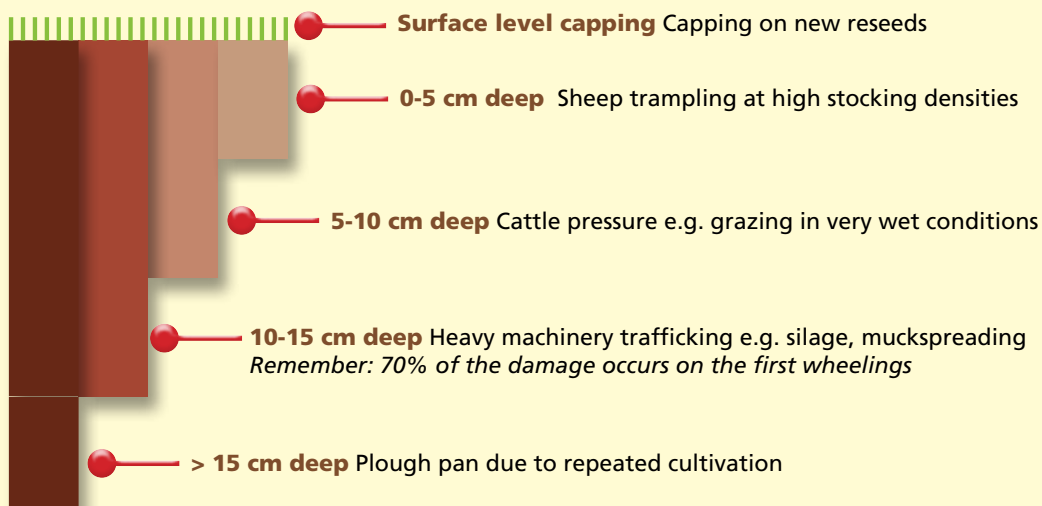 Surface level capping Capping on new reseeds
0-5 cm deep Sheep trampling at high stocking densities
5-10 cm deep Cattle pressure e.g. grazing in very wet conditions
10-15 cm deep Heavy machinery trafficking e.g. silage, muckspreading
Remember: 70% of the damage occurs on the first wheelings
> 15 cm deep Plough pan due to repeated cultivation